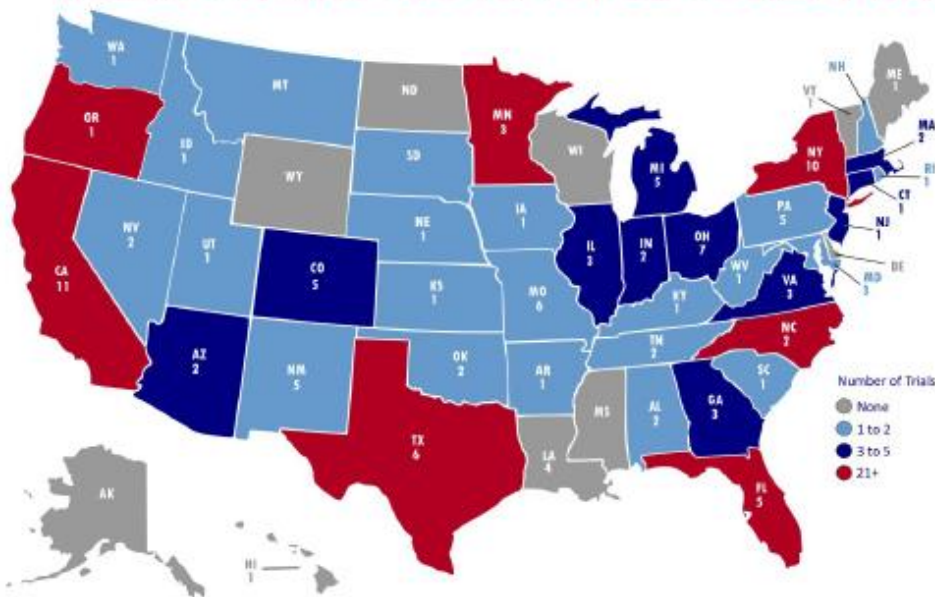 WA
1
MT
ND
MN
3
OR
1
ID
1
WY
SD
WI
MI
5
NY
10
VT
1
NH
ME
1
MA
2
RI
1
CT
1
NJ
1
DE
MD
3
PA
5
NV
2
UT
1
CO
5
NE
1
IA
1
IL
3
IN
2
OH
7
WV
1
VA
3
CA
11
KS
1
MO
6
KY
1
NC
2
TN
2
SC
1
AZ
2
NM
5
OK
2
AR
1
MS
AL
2
GA
3
TX
6
LA
4
FL
5
AK
HI
1
Number of Trials
None
1 to 2
3 to 5
21+